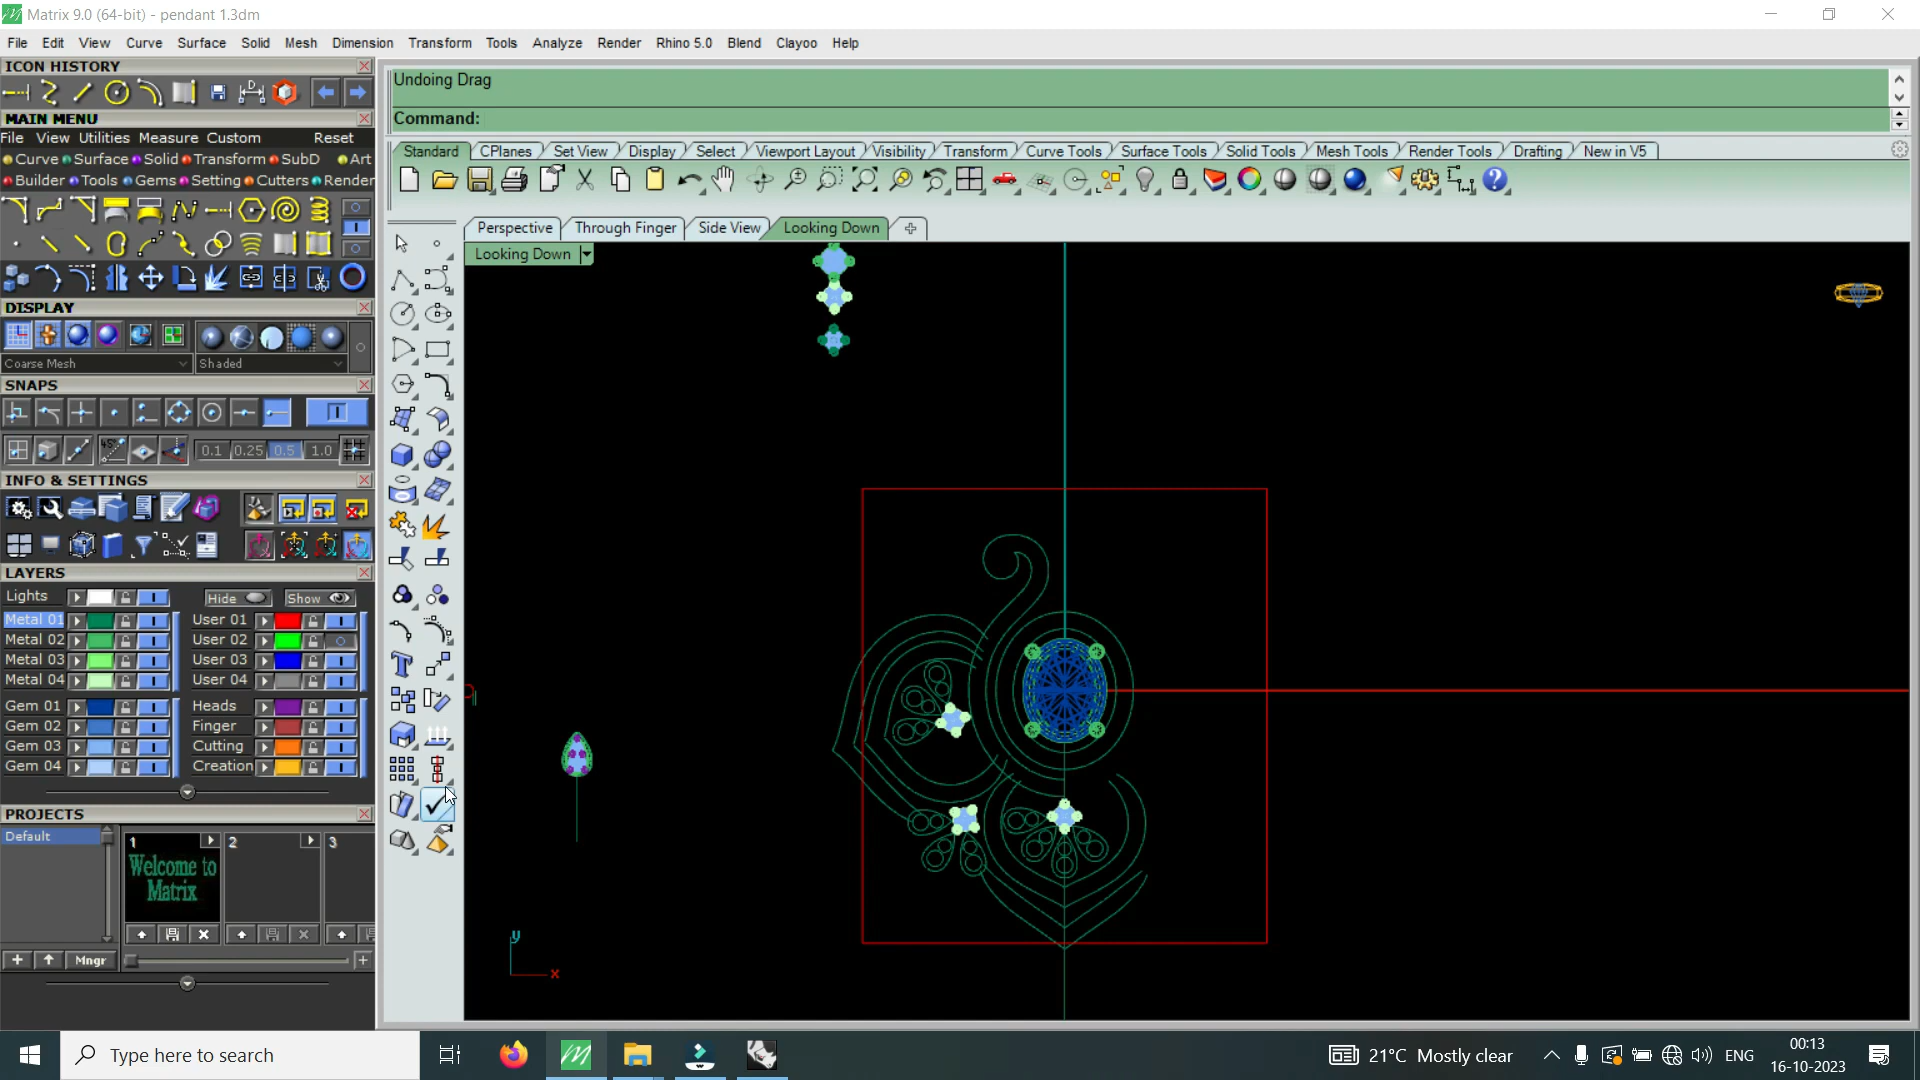 Matrix 9.0 (64-bit) - pendant 1.3dm
File Edit View Curve Surface Solid Mesh Dimension Transform Tools Analyze Render Rhino 5.0 Blend Clayoo Help
ICON HISTORY
Undoing Drag
Command:
MAIN MENU
File View Utilities Measure Custom Reset
Curve Surface Solid Transform SubD Art
Builder Tools Gems Setting Cutters Render
Standard CPlanes Set View Display Select Viewport Layout Visibility Transform Curve Tools Surface Tools Solid Tools Mesh Tools Render Tools Drafting New in V5
Perspective Through Finger Side View Looking Down
Looking Down
DISPLAY
Coarse Mesh Shaded
SNAPS
0.1 0.25 0.5 1.0
INFO & SETTINGS
LAYERS
Lights Hide Show
Metal 01 User 01
Metal 02 User 02
Metal 03 User 03
Metal 04 User 04
Gem 01 Heads
Gem 02 Finger
Gem 03 Cutting
Gem 04 Creation
PROJECTS
Default
1 2 3
Welcome to
Matrix
Mngr
y
x
Type here to search
21°C Mostly clear
ENG
00:13
16-10-2023